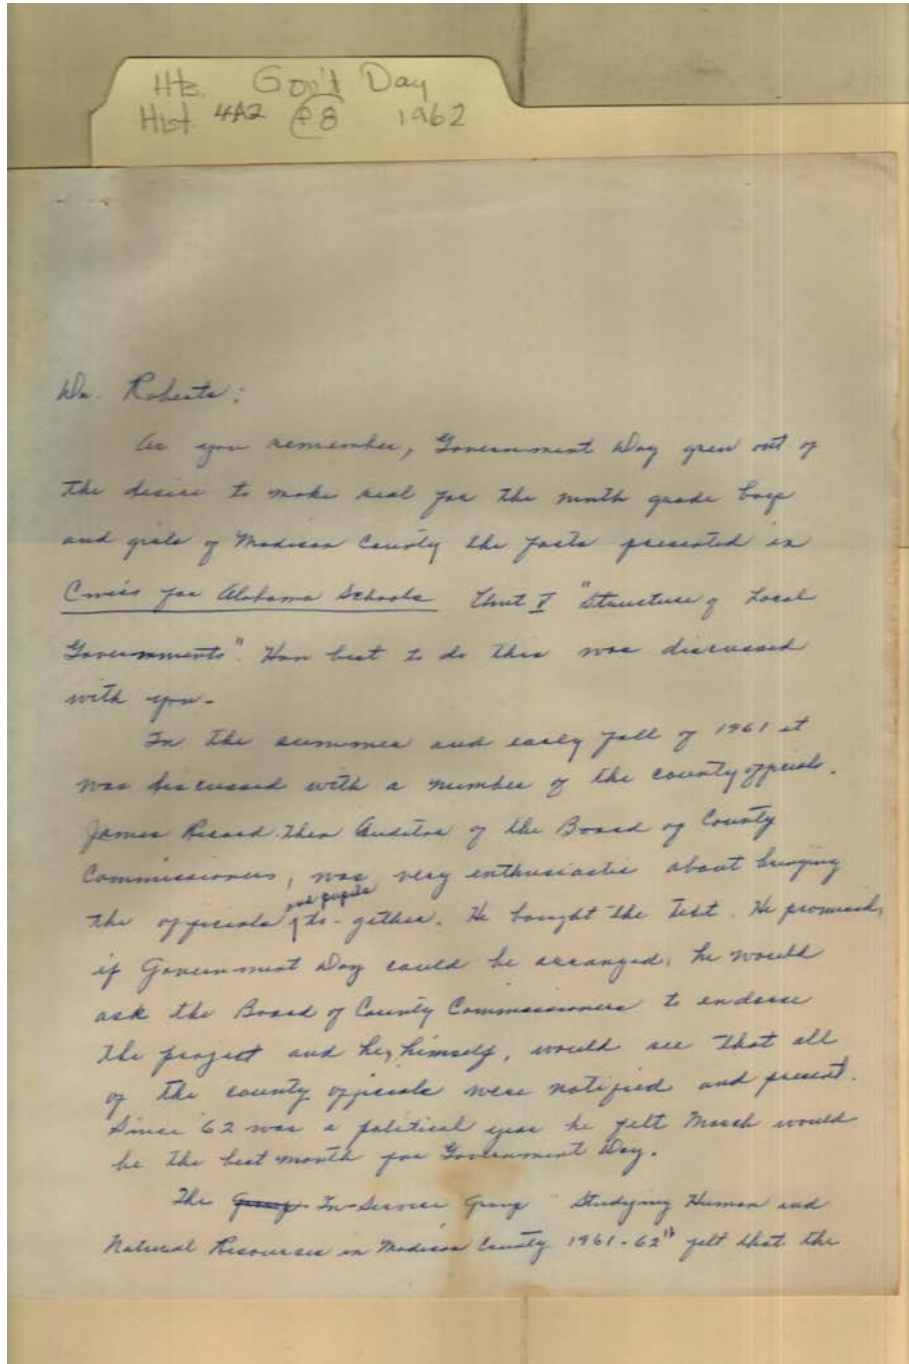 Hts. Gov't Day
Hist 4A2 P8 1962
Dr. Roberts:
As you remember, Government Day grew out of
the desire to make real for the ninth grade boys
and girls of Madison County the facts presented in
Civics for Alabama Schools Unit V "Structure of Local
Governments". How best to do this was discussed
with you-
In the summer and early fall of 1961 it
was discussed with a number of the county officials.
James Record then Auditor of the Board of County
Commissioners, was very enthusiastic about bringing
and pupils
the officials to-gether. He bought the Text. He promised,
if Government Day could be arranged, he would
ask the Board of County Commissioners to endorse
the project and he, himself, would see that all
of the county officials were notified and present.
Since '62 was a political year he felt March would
be the best month for Government Day.
The Group In-Service Group "Studying Human and
Natural Resources in Madison County 1961-62" felt that the